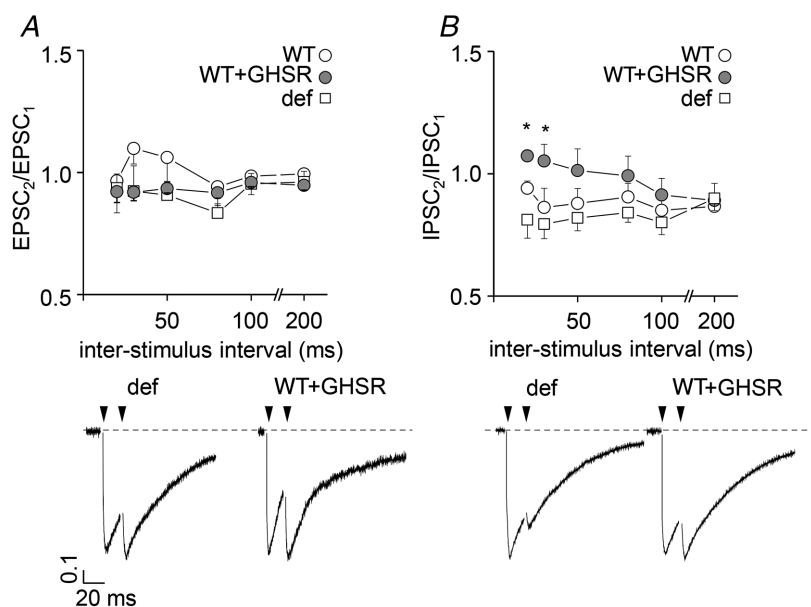 A
1.5
WT
WT+GHSR
def
EPSC2/EPSC1
1.0
0.5
50
100
200
inter-stimulus interval (ms)
def
WT+GHSR
0.1
20 ms
B
1.5
WT
WT+GHSR
def
* *
IPSC2/IPSC1
1.0
0.5
50
100
200
inter-stimulus interval (ms)
def
WT+GHSR